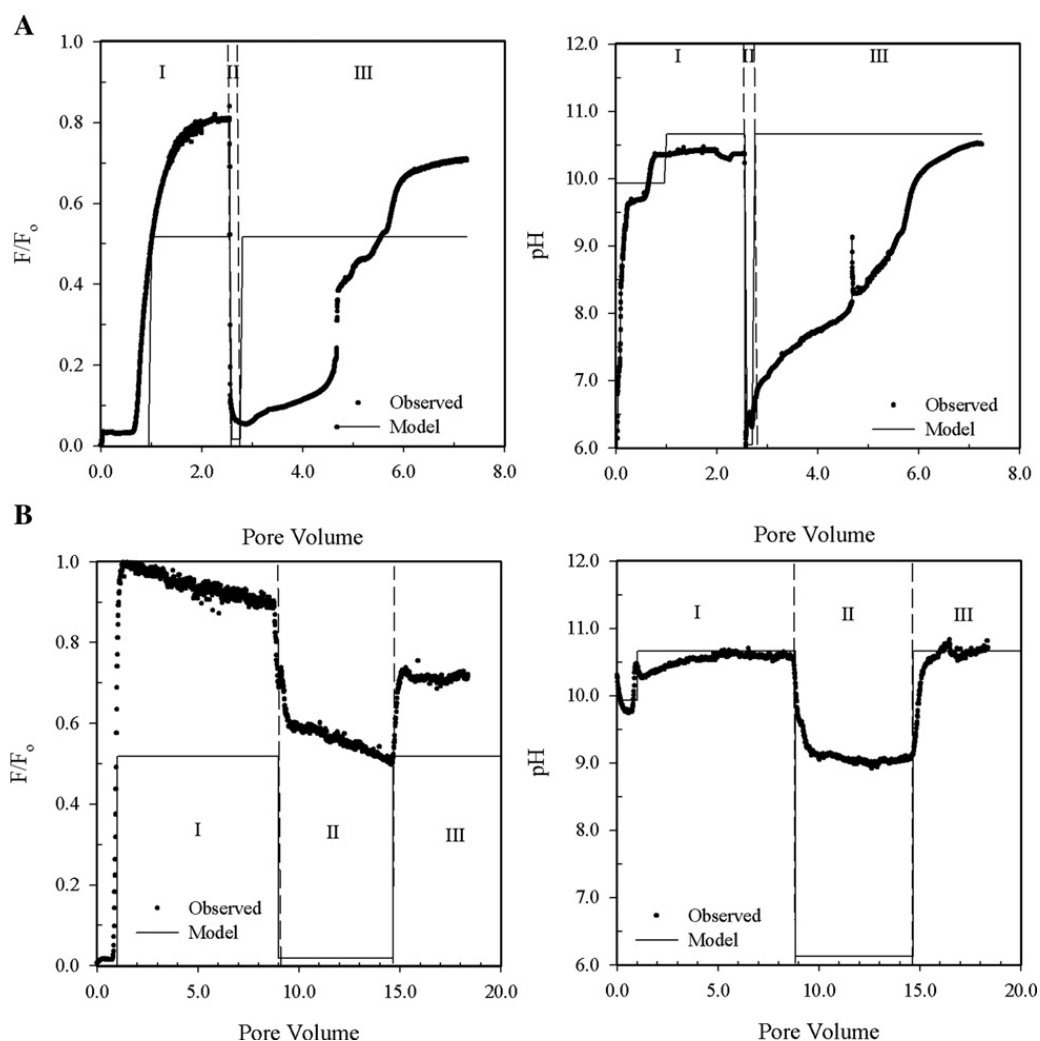 A
1.0
0.8
0.6
0.4
0.2
0.0
F/Fo
I
II
III
Observed
Model
0.0 2.0 4.0 6.0 8.0
Pore Volume
12.0
11.0
10.0
9.0
8.0
7.0
6.0
pH
I
II
III
Observed
Model
0.0 2.0 4.0 6.0 8.0
Pore Volume
B
1.0
0.8
0.6
0.4
0.2
0.0
F/Fo
I
II
III
Observed
Model
0.0 5.0 10.0 15.0 20.0
Pore Volume
12.0
11.0
10.0
9.0
8.0
7.0
6.0
pH
I
II
III
Observed
Model
0.0 5.0 10.0 15.0 20.0
Pore Volume